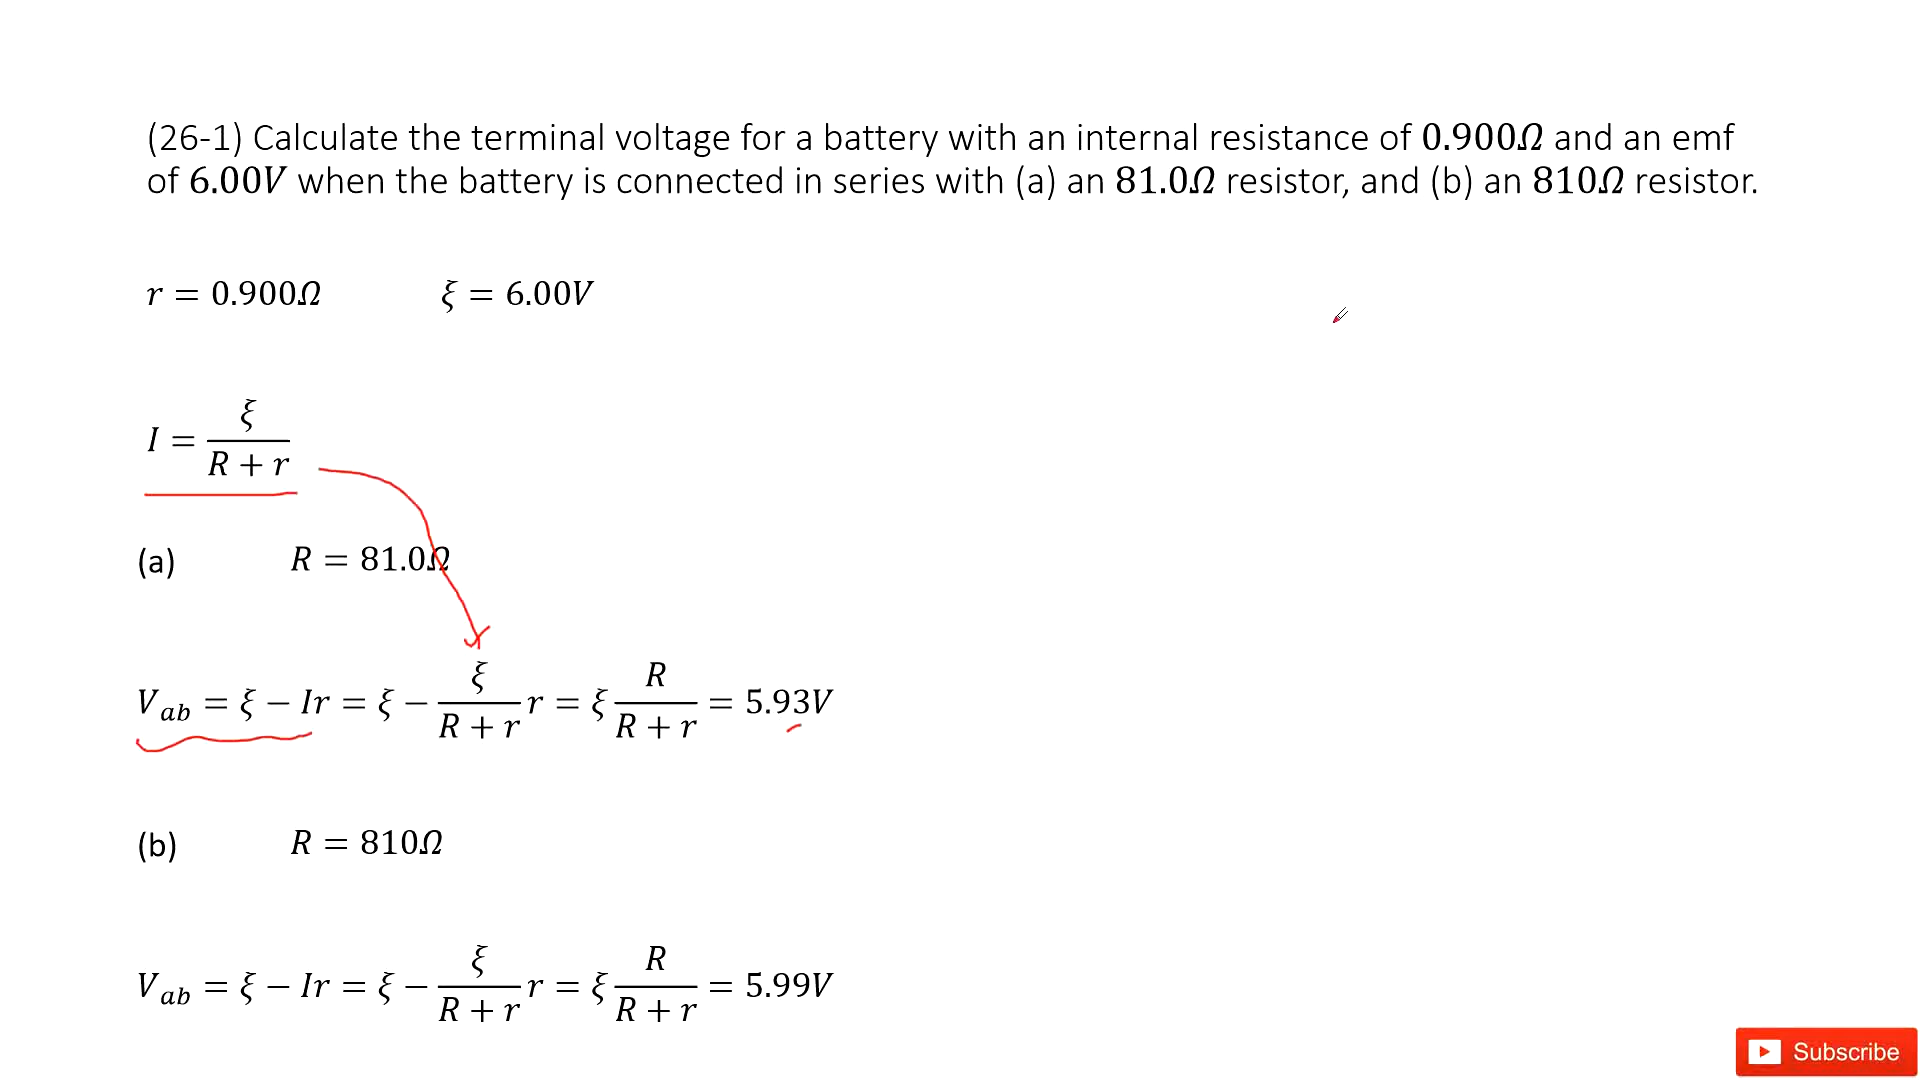 (26-1) Calculate the terminal voltage for a battery with an internal resistance of 0.900Ω and an emf
of 6.00V when the battery is connected in series with (a) an 81.0Ω resistor, and (b) an 810Ω resistor.
r = 0.900Ω ξ = 6.00V
I = ξ / (R + r)
(a) R = 81.0Ω
V_ab = ξ − Ir = ξ − ξ / (R + r) r = ξ R / (R + r) = 5.93V
(b) R = 810Ω
V_ab = ξ − Ir = ξ − ξ / (R + r) r = ξ R / (R + r) = 5.99V
Subscribe